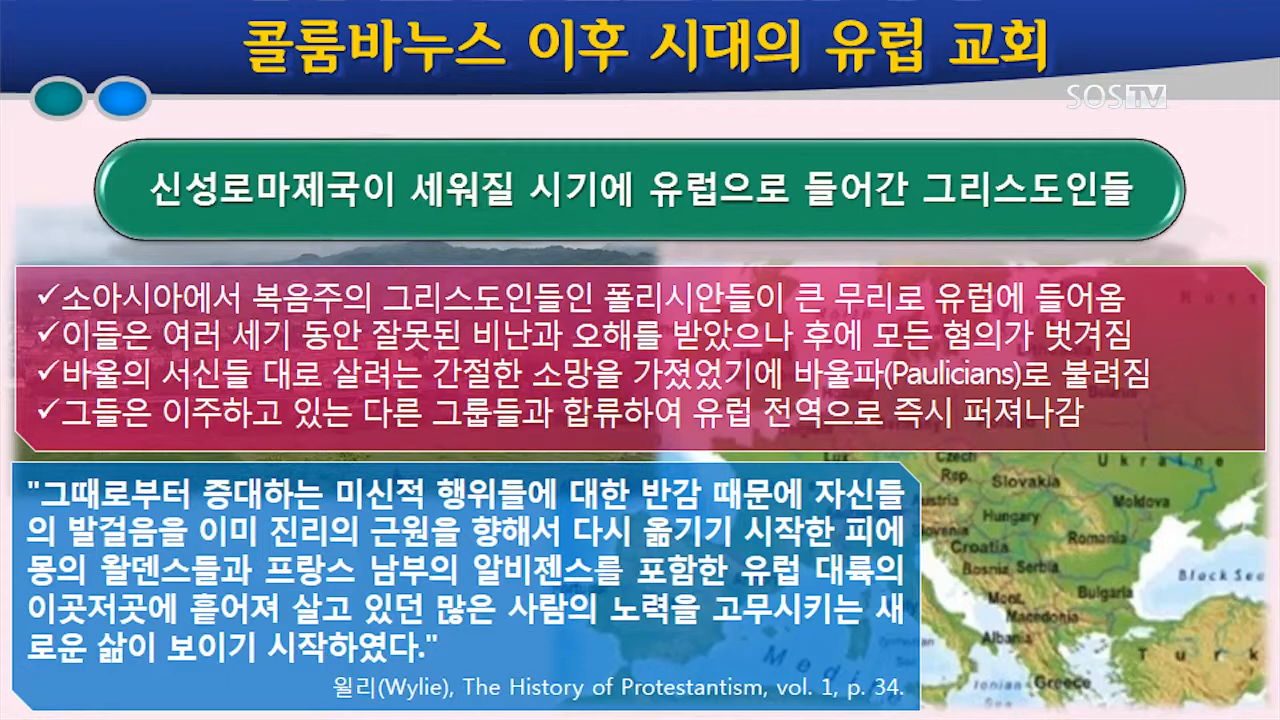 콜룸바누스 이후 시대의 유럽 교회
SOSTV
신성로마제국이 세워질 시기에 유럽으로 들어간 그리스도인들
✓소아시아에서 복음주의 그리스도인들인 폴리시안들이 큰 무리로 유럽에 들어옴
✓이들은 여러 세기 동안 잘못된 비난과 오해를 받았으나 후에 모든 혐의가 벗겨짐
✓바울의 서신들 대로 살려는 간절한 소망을 가졌었기에 바울파(Paulicians)로 불려짐
✓그들은 이주하고 있는 다른 그룹들과 합류하여 유럽 전역으로 즉시 퍼져나감
"그때로부터 증대하는 미신적 행위들에 대한 반감 때문에 자신들
의 발걸음을 이미 진리의 근원을 향해서 다시 옮기기 시작한 피에
몽의 왈덴스들과 프랑스 남부의 알비젠스를 포함한 유럽 대륙의
이곳저곳에 흩어져 살고 있던 많은 사람의 노력을 고무시키는 새
로운 삶이 보이기 시작하였다."
윌리(Wylie), The History of Protestantism, vol. 1, p. 34.
Lux
Czech
Rep.
Slovakia
Ukraine
Austria
Hungary
Moldova
Slovenia
Croatia
Romania
Bosnia
Serbia
Black Sea
Mont.
Bulgaria
Macedonia
Albania
Turk
Medi
Ionian
Sea
Greece